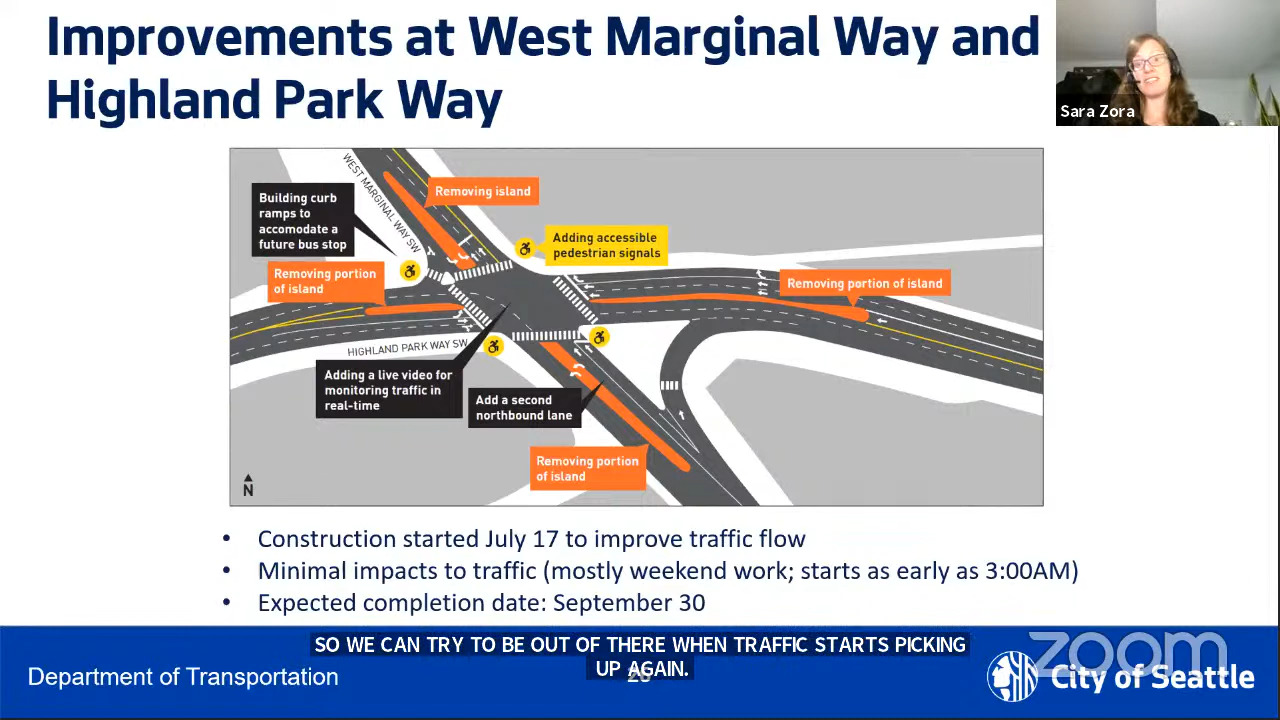 Improvements at West Marginal Way and
Highland Park Way
Sara Zora
WEST MARGINAL WAY SW
Building curb
ramps to
accomodate a
future bus stop
Removing island
Adding accessible
pedestrian signals
Removing portion
of island
Removing portion of island
HIGHLAND PARK WAY SW
Adding a live video for
monitoring traffic in
real-time
Add a second
northbound lane
Removing portion
of island
N
• Construction started July 17 to improve traffic flow
• Minimal impacts to traffic (mostly weekend work; starts as early as 3:00AM)
• Expected completion date: September 30
SO WE CAN TRY TO BE OUT OF THERE WHEN TRAFFIC STARTS PICKING
UP AGAIN.
Department of Transportation
zoom
City of Seattle